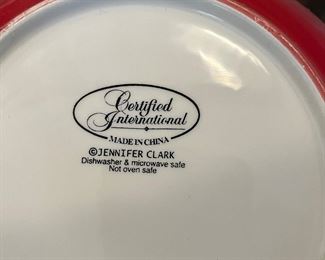 Certified
International
MADE IN CHINA
©JENNIFER CLARK
Dishwasher & microwave safe
Not oven safe